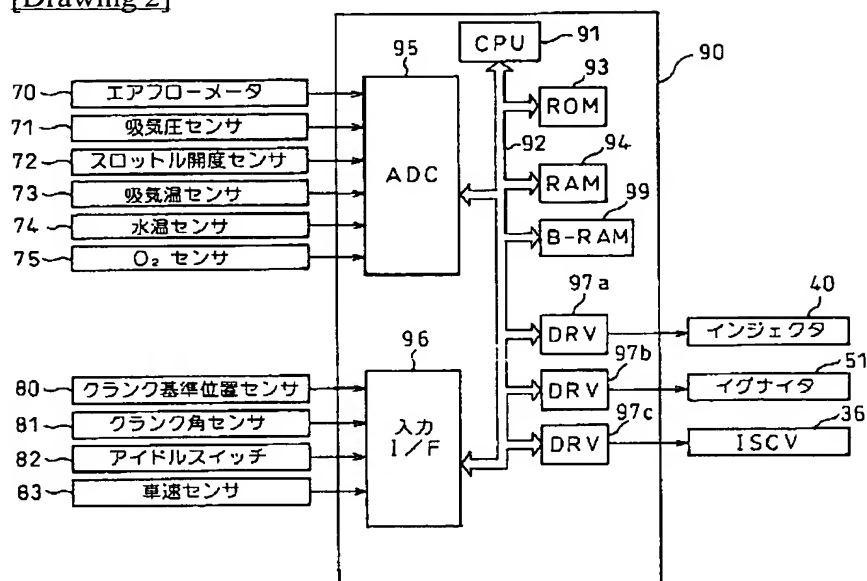 [Drawing 2]
CPU
91
90
95
93
ROM
92
94
RAM
99
B-RAM
ADC
70
エアフローメータ
71
吸気圧センサ
72
スロットル開度センサ
73
吸気温センサ
74
水温センサ
75
O₂ センサ
97a
DRV
40
インジェクタ
96
97b
DRV
51
イグナイタ
97c
DRV
36
ISCV
入力
I/F
80
クランク基準位置センサ
81
クランク角センサ
82
アイドルスイッチ
83
車速センサ